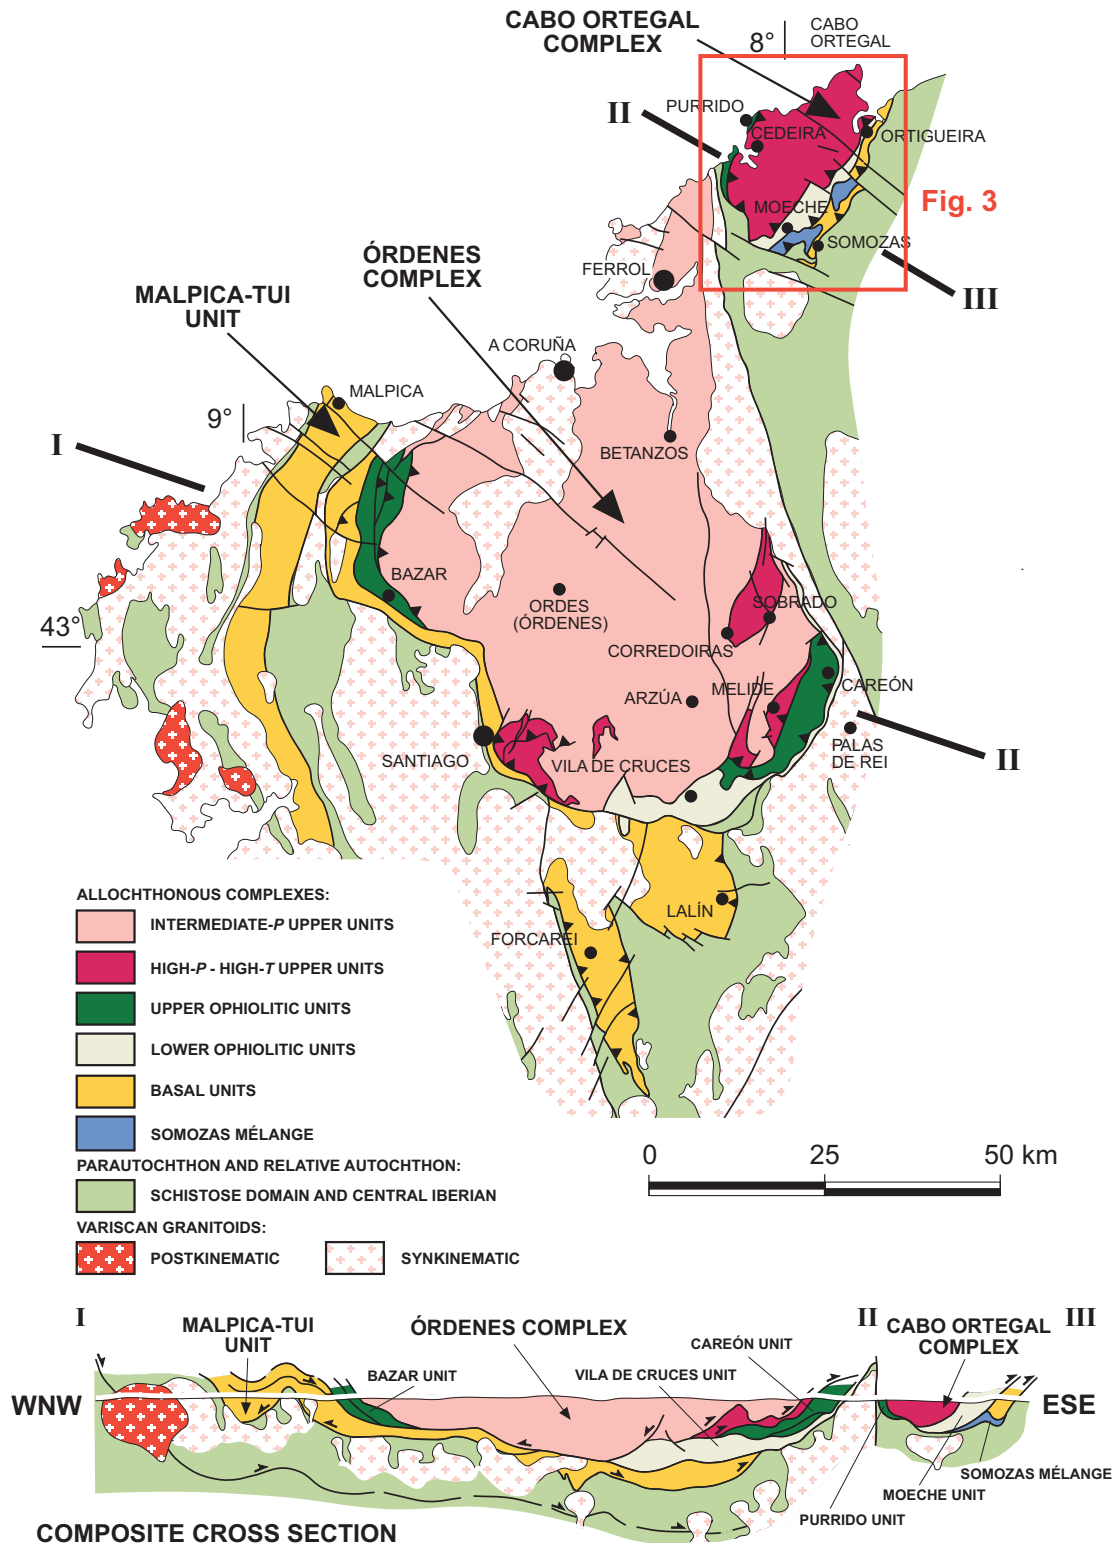 CABO ORTEGAL
COMPLEX
8°
CABO
ORTEGAL
PURRIDO
II
CEDEIRA
ORTIGUEIRA
Fig. 3
MOECHE
SOMOZAS
ÓRDENES
COMPLEX
FERROL
III
MALPICA-TUI
UNIT
A CORUÑA
MALPICA
9°
I
BETANZOS
BAZAR
ORDES
(ÓRDENES)
SOBRADO
43°
CORREDOIRAS
ARZÚA
MELIDE
CAREÓN
PALAS
DE REI
SANTIAGO
VILA DE CRUCES
II
LALÍN
FORCAREI
ALLOCHTHONOUS COMPLEXES:
INTERMEDIATE-P UPPER UNITS
HIGH-P - HIGH-T UPPER UNITS
UPPER OPHIOLITIC UNITS
LOWER OPHIOLITIC UNITS
BASAL UNITS
SOMOZAS MÉLANGE
PARAUTOCHTHON AND RELATIVE AUTOCHTHON:
SCHISTOSE DOMAIN AND CENTRAL IBERIAN
VARISCAN GRANITOIDS:
POSTKINEMATIC
SYNKINEMATIC
0 25 50 km
I
II
III
MALPICA-TUI
UNIT
ÓRDENES COMPLEX
CABO ORTEGAL
COMPLEX
CAREÓN UNIT
BAZAR UNIT
VILA DE CRUCES UNIT
WNW
ESE
SOMOZAS MÉLANGE
MOECHE UNIT
PURRIDO UNIT
COMPOSITE CROSS SECTION